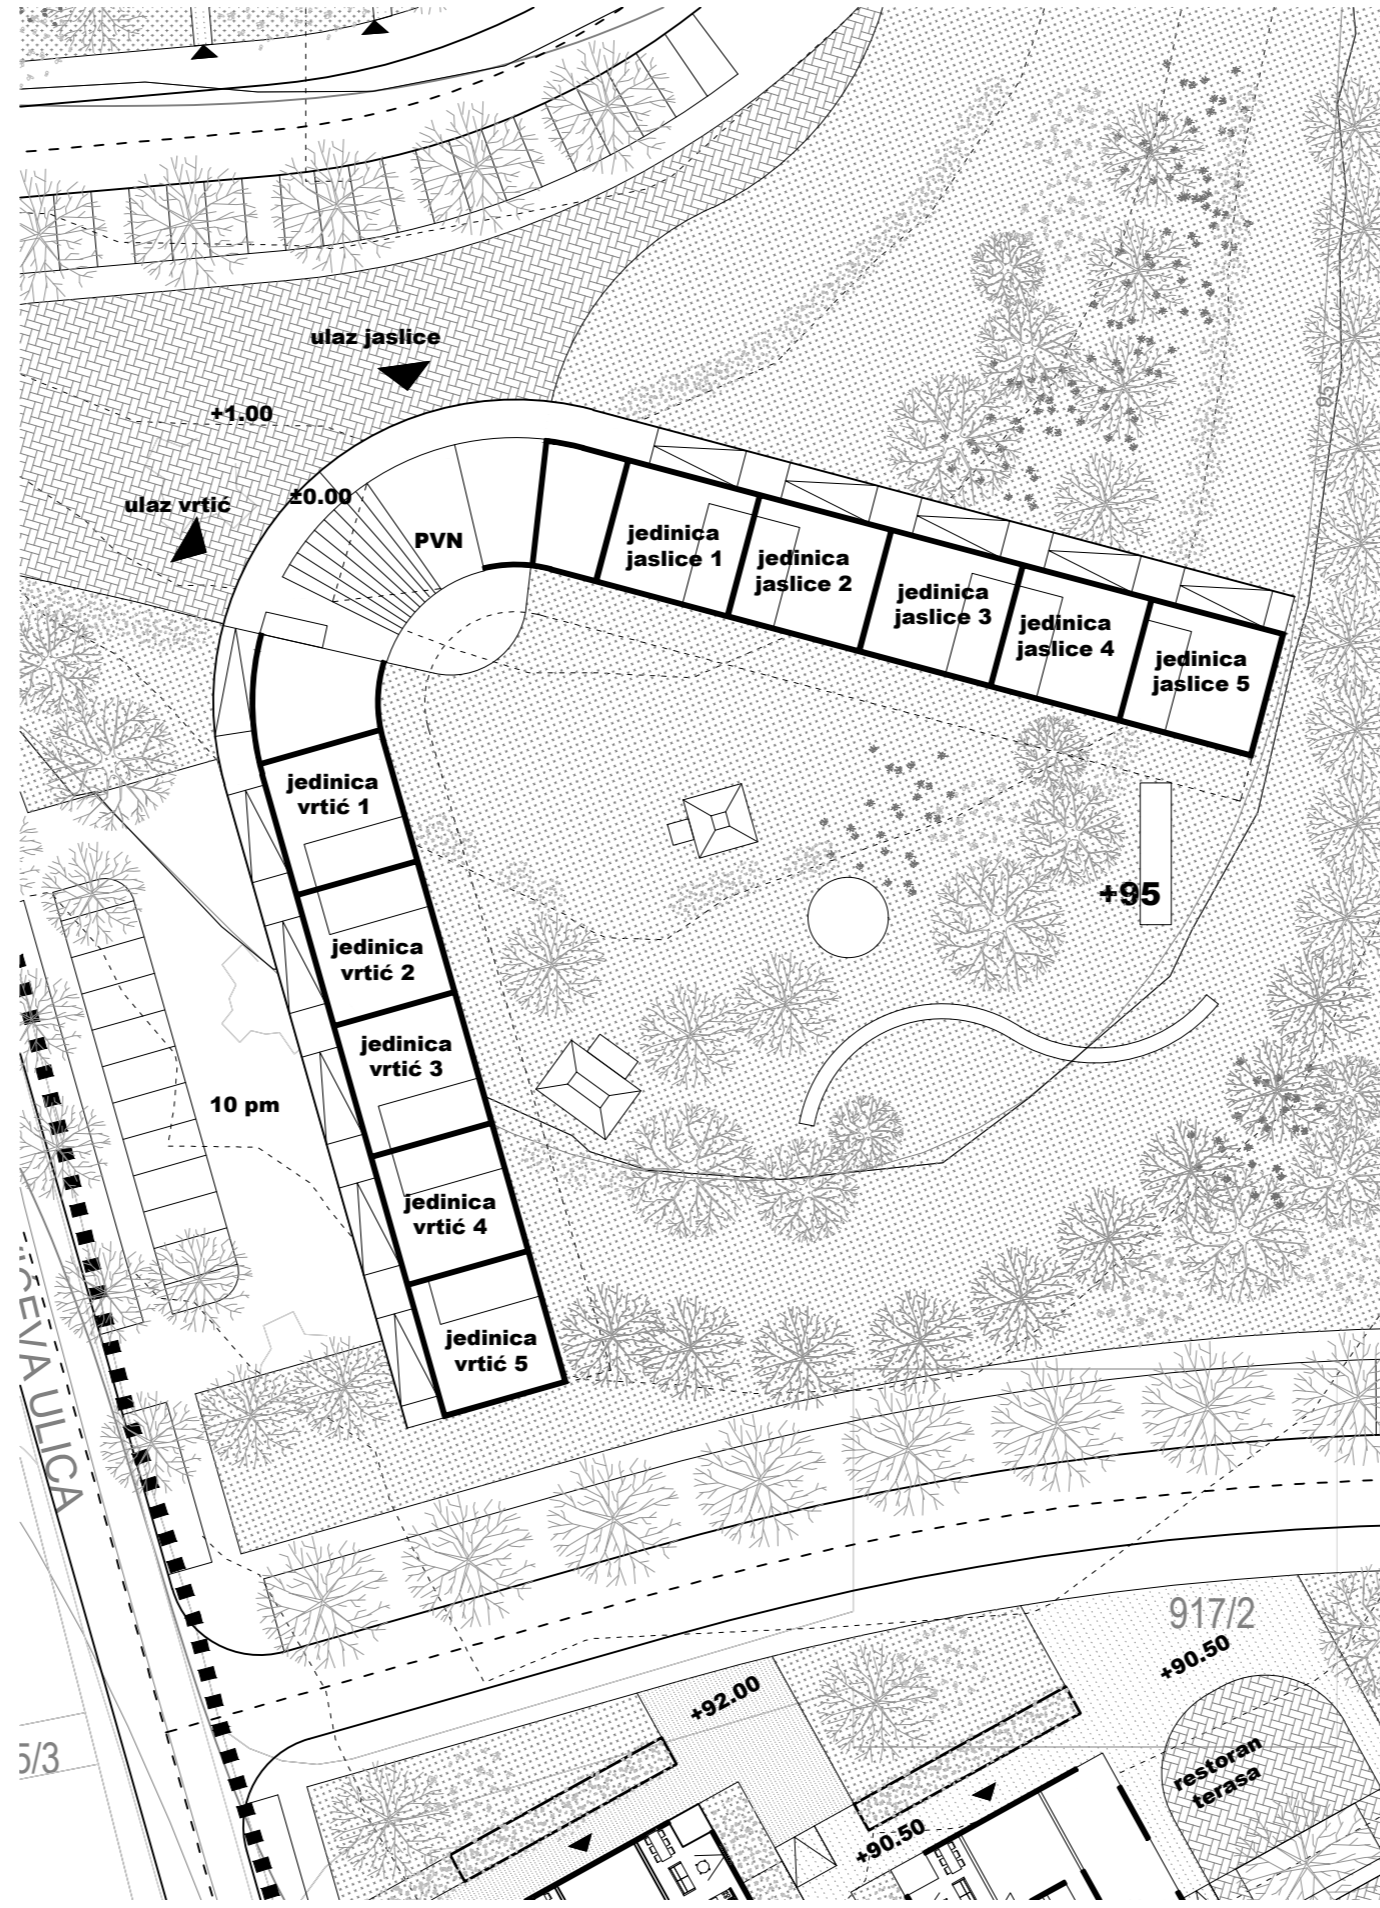 ulaz jaslice
+1.00
±0.00
ulaz vrtić
PVN
jedinica
jaslice 1
jedinica
jaslice 2
jedinica
jaslice 3
jedinica
jaslice 4
jedinica
jaslice 5
95
jedinica
vrtić 1
+95
jedinica
vrtić 2
jedinica
vrtić 3
10 pm
jedinica
vrtić 4
jedinica
vrtić 5
ULICA
917/2
+90.50
+92.00
5/3
restoran
terasa
+90.50